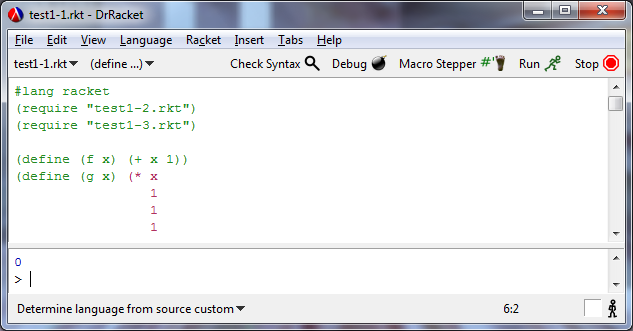 test1-1.rkt - DrRacket
File Edit View Language Racket Insert Tabs Help
test1-1.rkt (define ...) Check Syntax Debug Macro Stepper #' Run Stop
#lang racket
(require "test1-2.rkt")
(require "test1-3.rkt")
(define (f x) (+ x 1))
(define (g x) (* x
1
1
1
0
>
Determine language from source custom 6:2